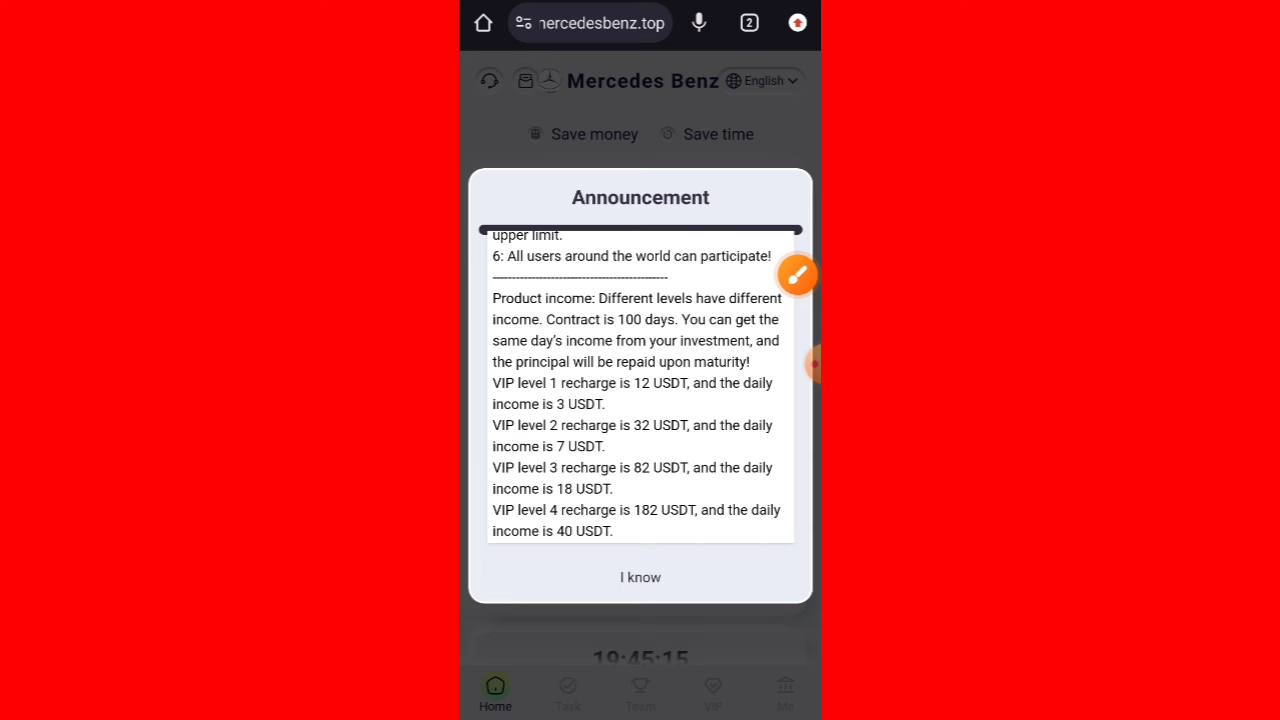 nercedesbenz.top
2
Mercedes Benz
English
Save money
Save time
Announcement
upper limit.
6: All users around the world can participate!
----------------------------------------------
Product income: Different levels have different
income. Contract is 100 days. You can get the
same day's income from your investment, and
the principal will be repaid upon maturity!
VIP level 1 recharge is 12 USDT, and the daily
income is 3 USDT.
VIP level 2 recharge is 32 USDT, and the daily
income is 7 USDT.
VIP level 3 recharge is 82 USDT, and the daily
income is 18 USDT.
VIP level 4 recharge is 182 USDT, and the daily
income is 40 USDT.
I know
19:45:15
Home
Task
Team
VIP
Me